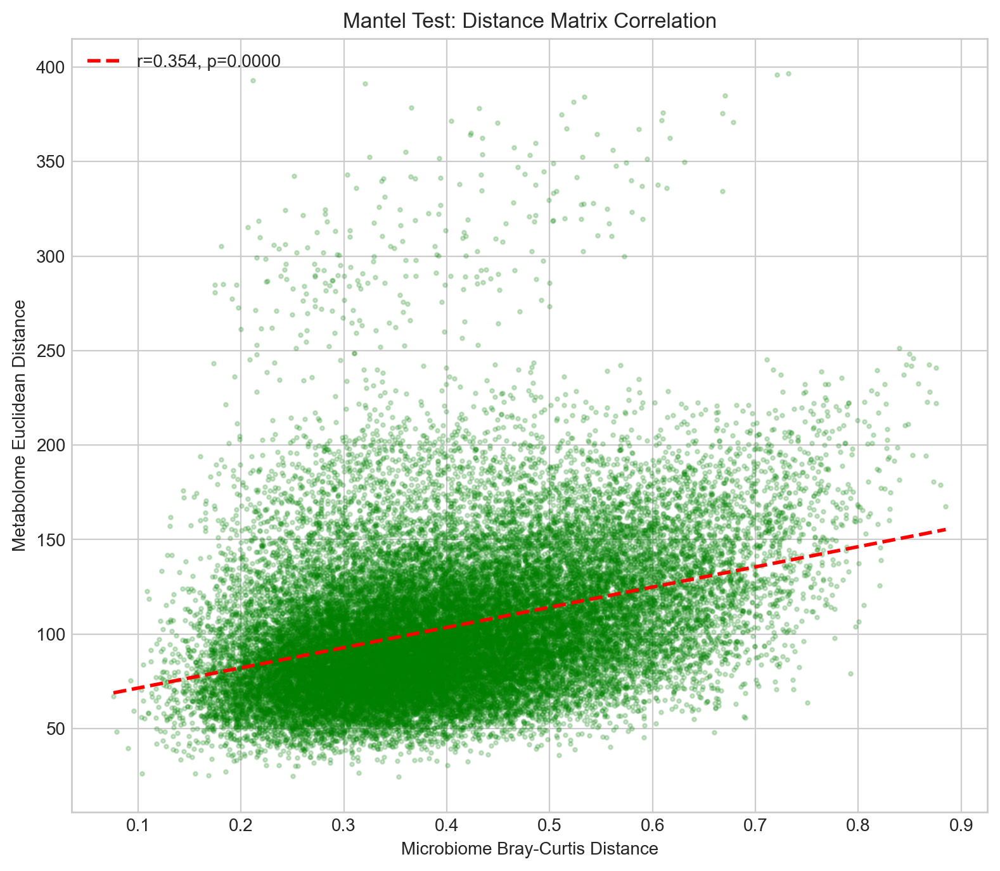 Mantel Test: Distance Matrix Correlation
r=0.354, p=0.0000
Metabolome Euclidean Distance
400
350
300
250
200
150
100
50
0.1 0.2 0.3 0.4 0.5 0.6 0.7 0.8 0.9
Microbiome Bray-Curtis Distance